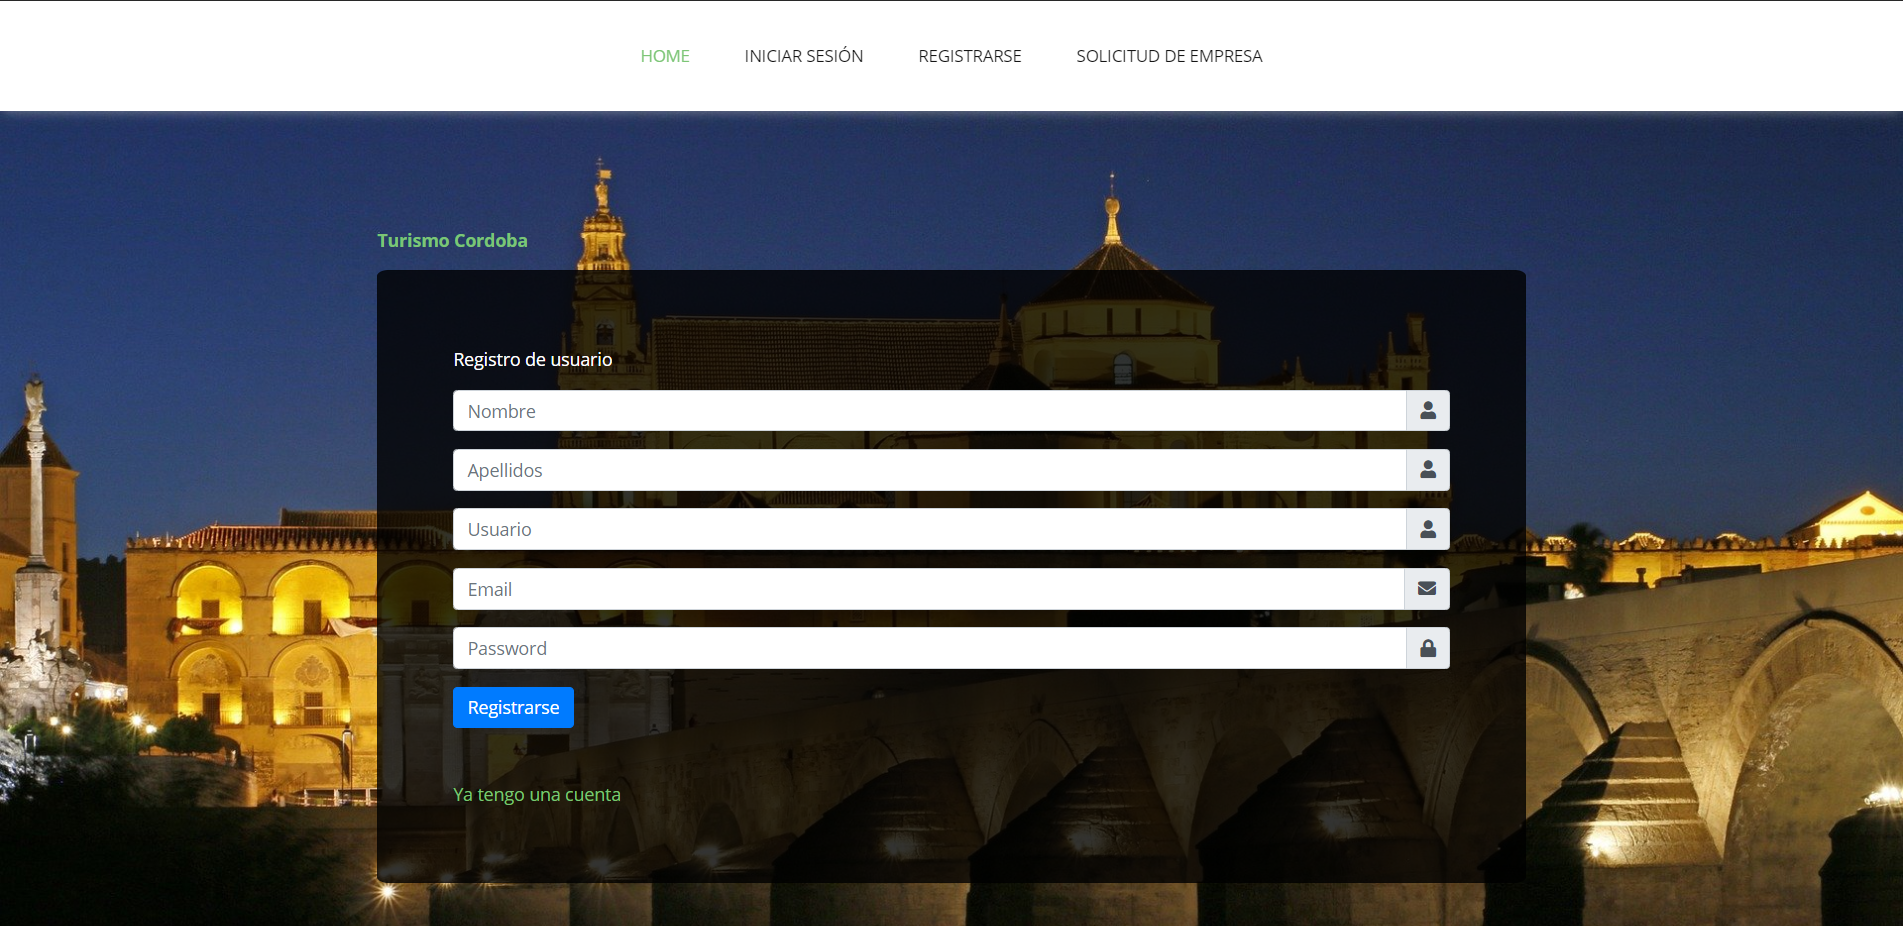 HOME INICIAR SESIÓN REGISTRARSE SOLICITUD DE EMPRESA
Turismo Cordoba
Registro de usuario
Nombre
Apellidos
Usuario
Email
Password
Registrarse
Ya tengo una cuenta